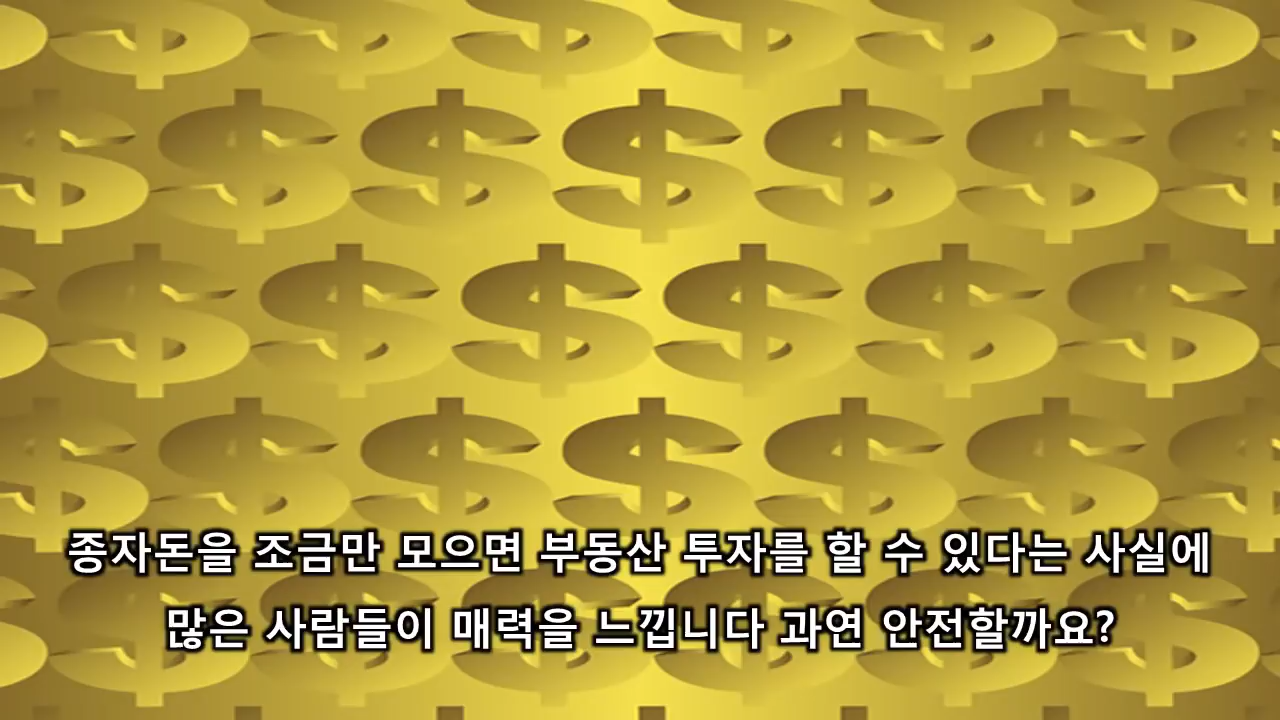 종자돈을 조금만 모으면 부동산 투자를 할 수 있다는 사실에
많은 사람들이 매력을 느낍니다 과연 안전할까요?